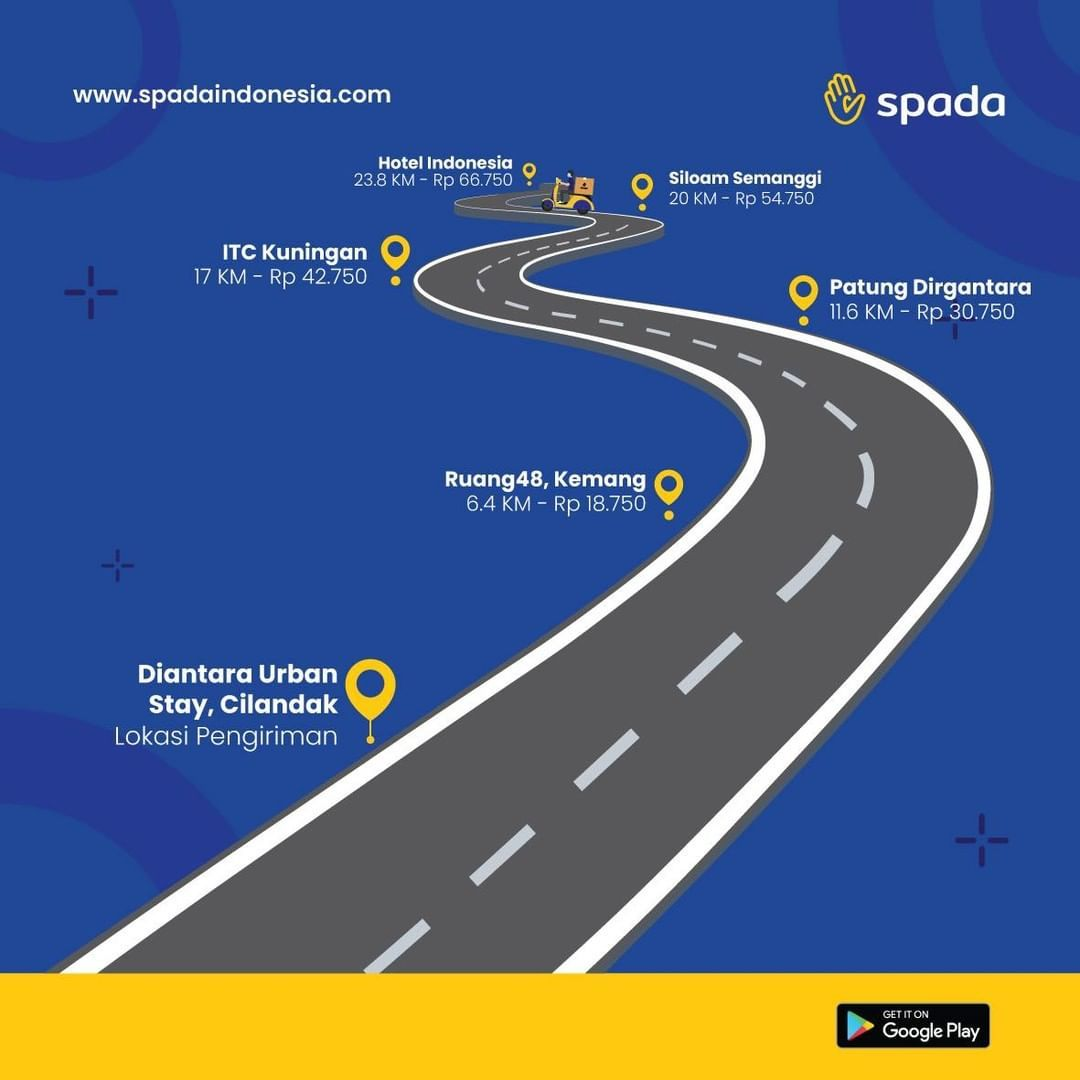 www.spadaindonesia.com
spada
Hotel Indonesia
23.8 KM - Rp 66.750
Siloam Semanggi
20 KM - Rp 54.750
ITC Kuningan
17 KM - Rp 42.750
Patung Dirgantara
11.6 KM - Rp 30.750
Ruang48, Kemang
6.4 KM - Rp 18.750
Diantara Urban
Stay, Cilandak
Lokasi Pengiriman
GET IT ON
Google Play